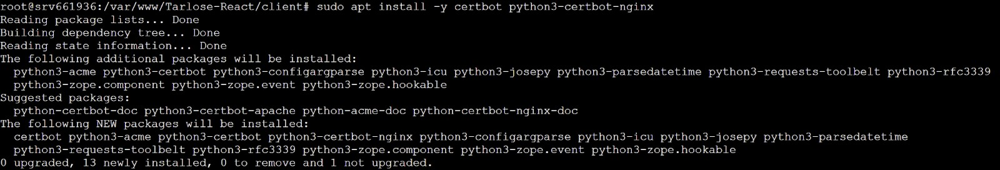 root@srv661936:/var/www/Tarlose-React/client# sudo apt install -y certbot python3-certbot-nginx
Reading package lists... Done
Building dependency tree... Done
Reading state information... Done
The following additional packages will be installed:
  python3-acme python3-certbot python3-configargparse python3-icu python3-josepy python3-parsedatetime python3-requests-toolbelt python3-rfc3339
  python3-zope.component python3-zope.event python3-zope.hookable
Suggested packages:
  python-certbot-doc python3-certbot-apache python-acme-doc python-certbot-nginx-doc
The following NEW packages will be installed:
  certbot python3-acme python3-certbot python3-certbot-nginx python3-configargparse python3-icu python3-josepy python3-parsedatetime
  python3-requests-toolbelt python3-rfc3339 python3-zope.component python3-zope.event python3-zope.hookable
0 upgraded, 13 newly installed, 0 to remove and 1 not upgraded.